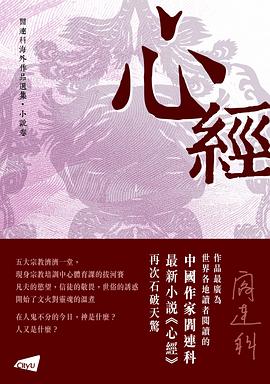 閻連科海外作品選集・小說卷
心經
作品最廣為
世界各地讀者閱讀的
中國作家閻連科
最新小說《心經》
再次石破天驚
閻連科
五大宗教濟濟一堂，
現身宗教培訓中心體育課的拔河賽
凡夫的慾望，信徒的敬畏，世俗的誘惑
開始了文火對靈魂的溫煮
在人鬼不分的今日，神是什麼？
人又是什麼？
CityU